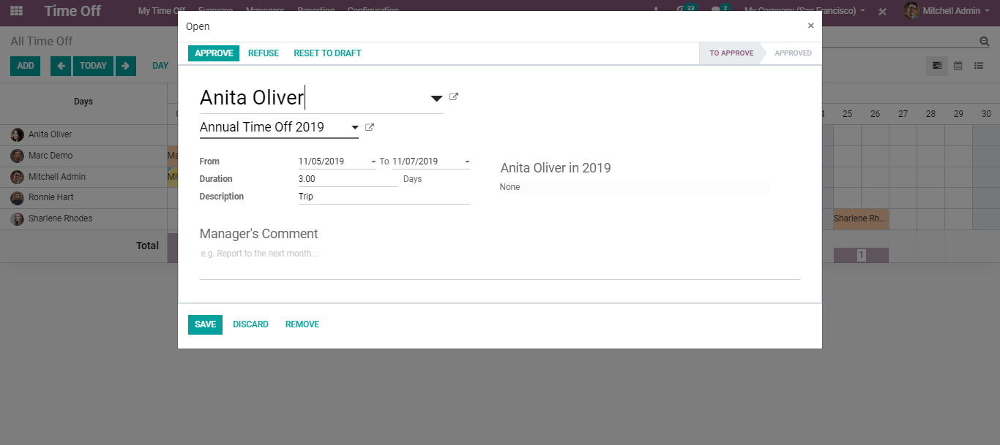 Time Off My Time Off Everyone Managers Reporting Configuration 23 2 My Company (San Francisco) Mitchell Admin
All Time Off
ADD TODAY DAY
Open ×
APPROVE REFUSE RESET TO DRAFT TO APPROVE APPROVED
Anita Oliver
Annual Time Off 2019
From 11/05/2019 To 11/07/2019
Duration 3.00 Days
Description Trip
Anita Oliver in 2019
None
Manager's Comment
e.g. Report to the next month...
SAVE DISCARD REMOVE
Days
25 26 27 28 29 30
Anita Oliver
Marc Demo
Mitchell Admin
Ronnie Hart
Sharlene Rhodes Sharlene Rh...
Total 1